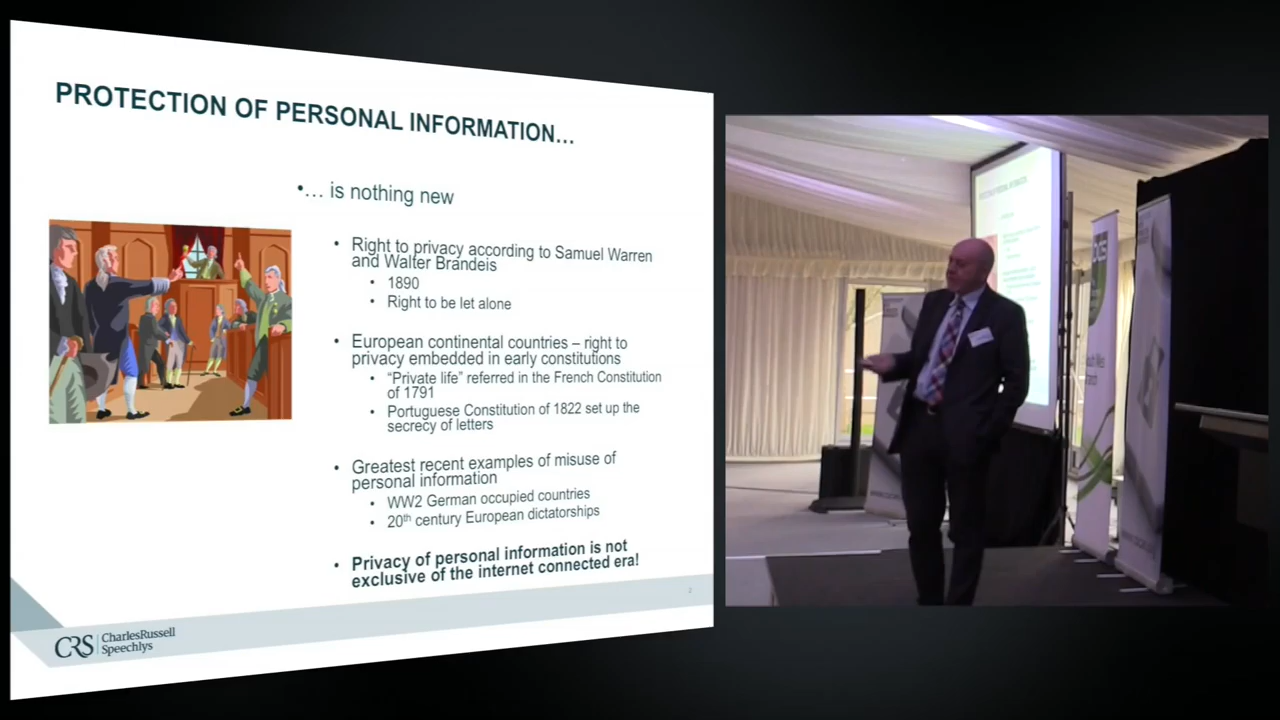 PROTECTION OF PERSONAL INFORMATION…
•… is nothing new
• Right to privacy according to Samuel Warren
and Walter Brandeis
• 1890
• Right to be let alone
• European continental countries – right to
privacy embedded in early constitutions
• “Private life” referred in the French Constitution
of 1791
• Portuguese Constitution of 1822 set up the
secrecy of letters
• Greatest recent examples of misuse of
personal information
• WW2 German occupied countries
• 20th century European dictatorships
• Privacy of personal information is not
exclusive of the internet connected era!
2
CRS CharlesRussell
Speechlys